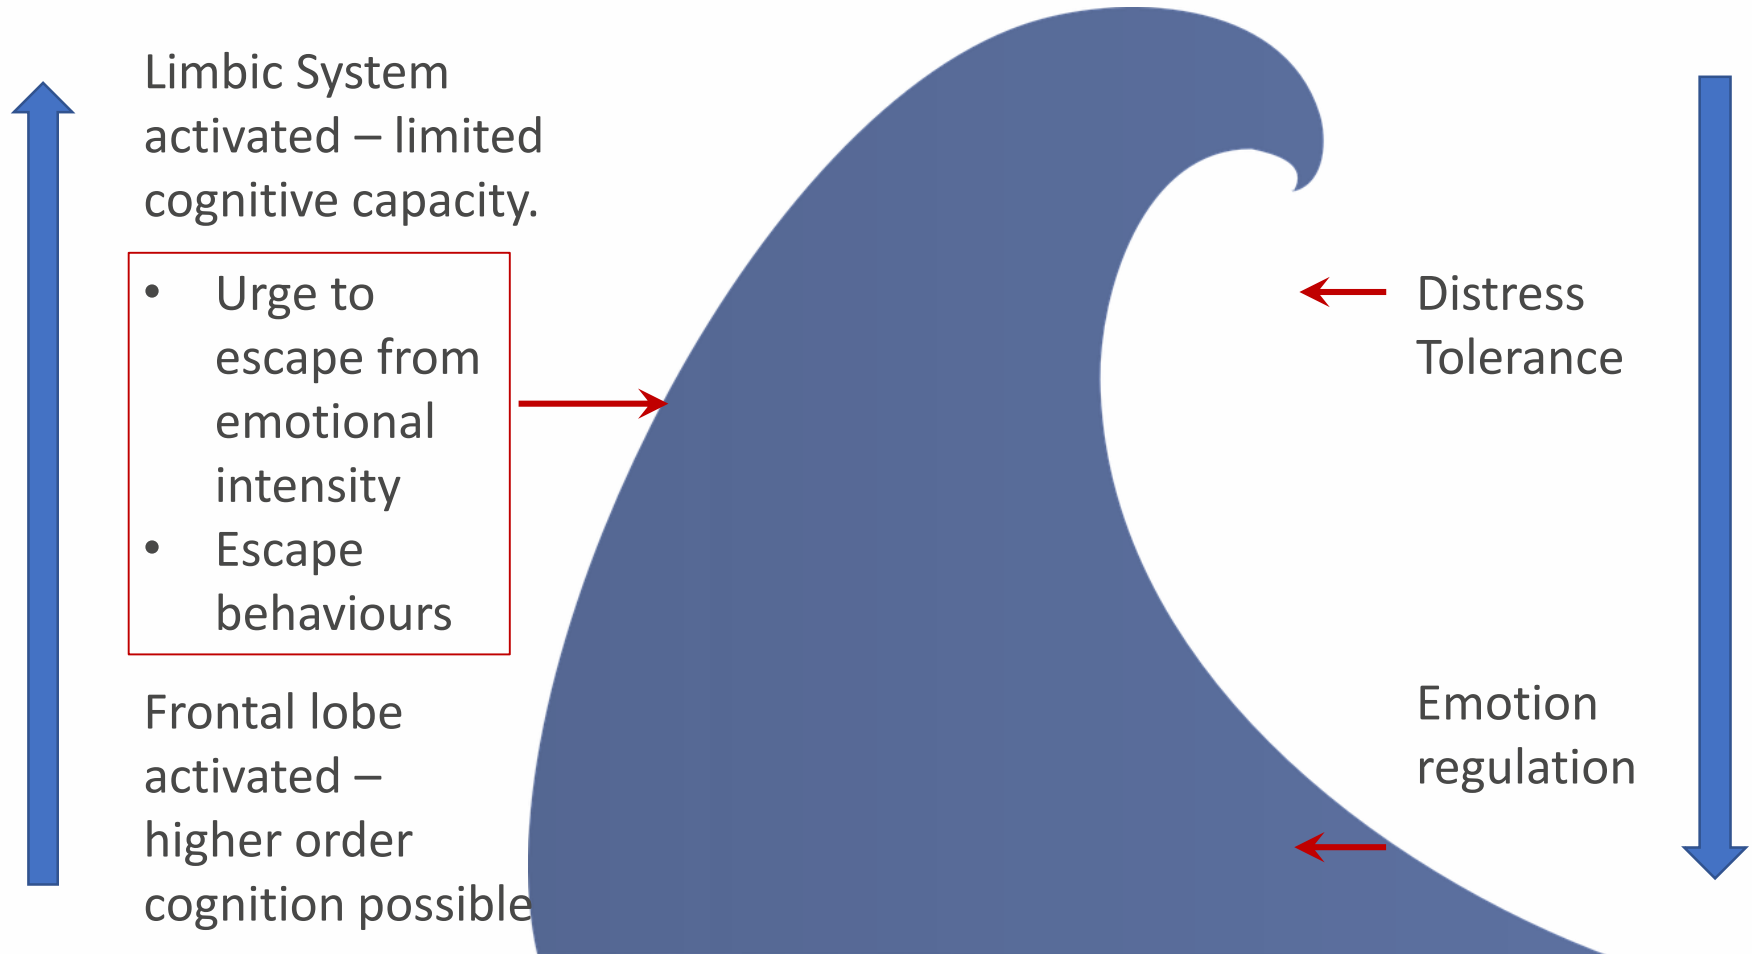 Limbic System
activated – limited
cognitive capacity.
• Urge to
escape from
emotional
intensity
• Escape
behaviours
Frontal lobe
activated –
higher order
cognition possible
Distress
Tolerance
Emotion
regulation